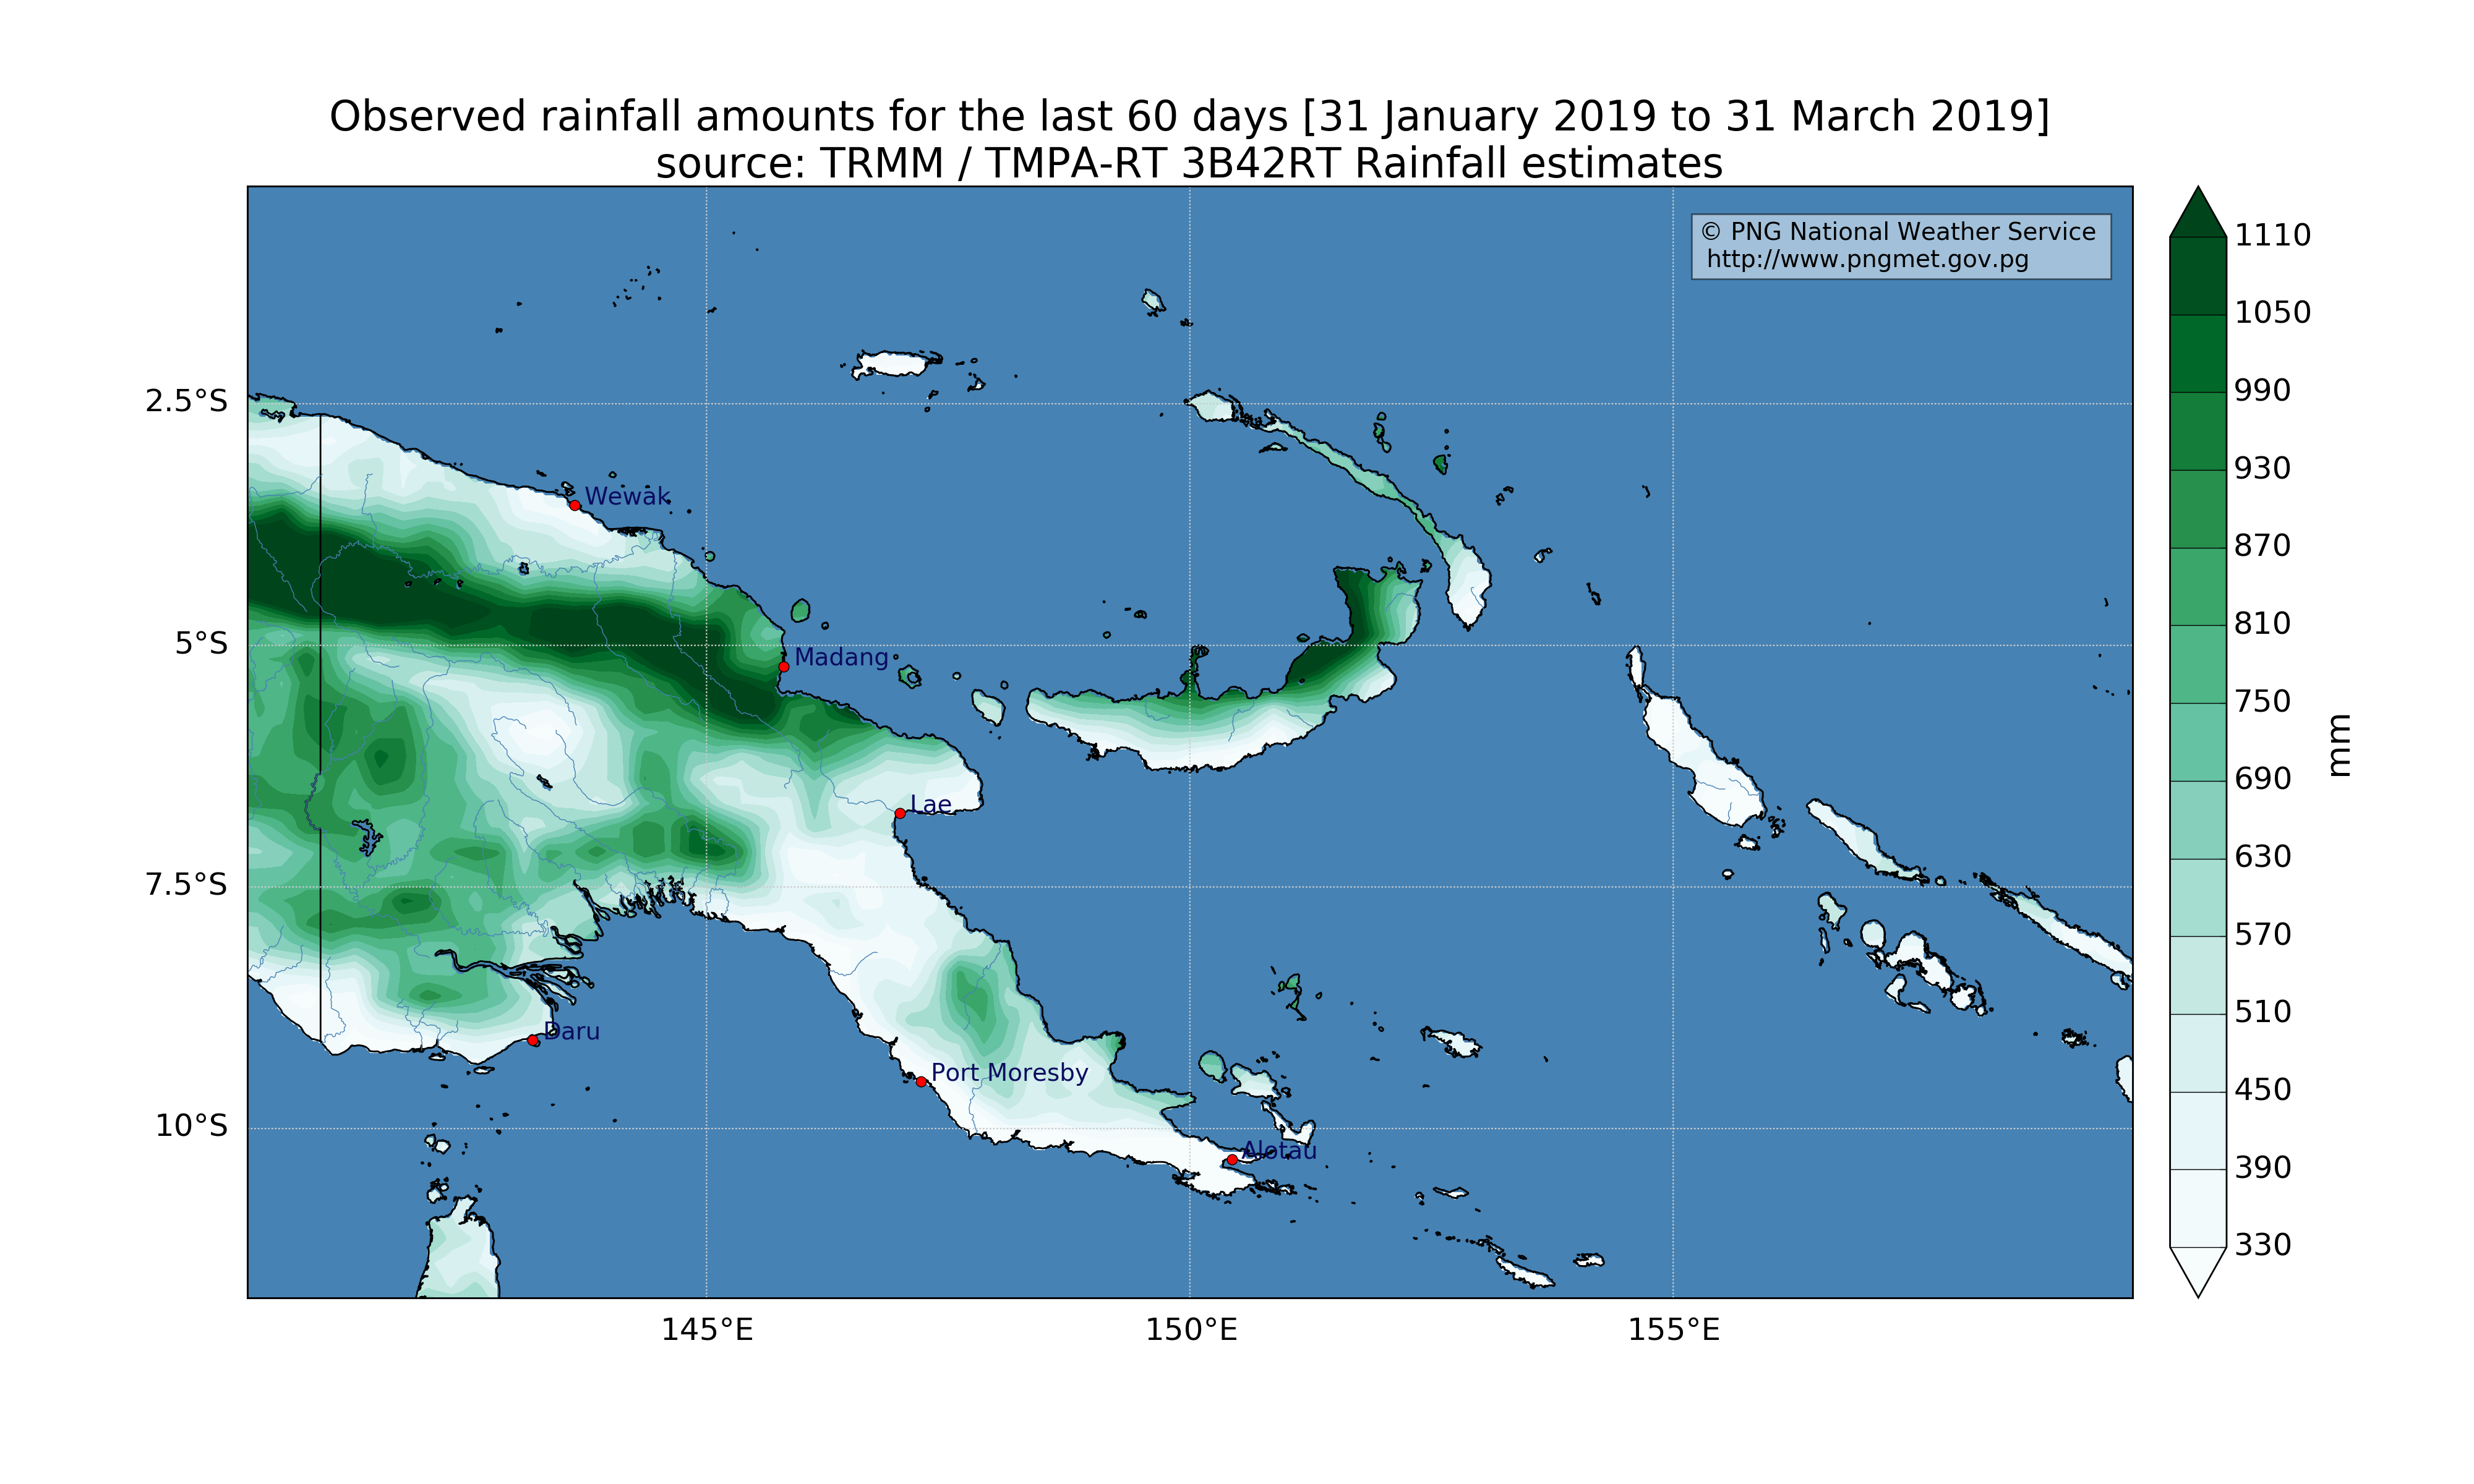 Observed rainfall amounts for the last 60 days [31 January 2019 to 31 March 2019]
source: TRMM / TMPA-RT 3B42RT Rainfall estimates
© PNG National Weather Service
http://www.pngmet.gov.pg
1110
1050
990
930
870
810
750
690
630
570
510
450
390
330
mm
2.5°S
5°S
7.5°S
10°S
Wewak
Madang
Lae
Daru
Port Moresby
Alotau
145°E
150°E
155°E